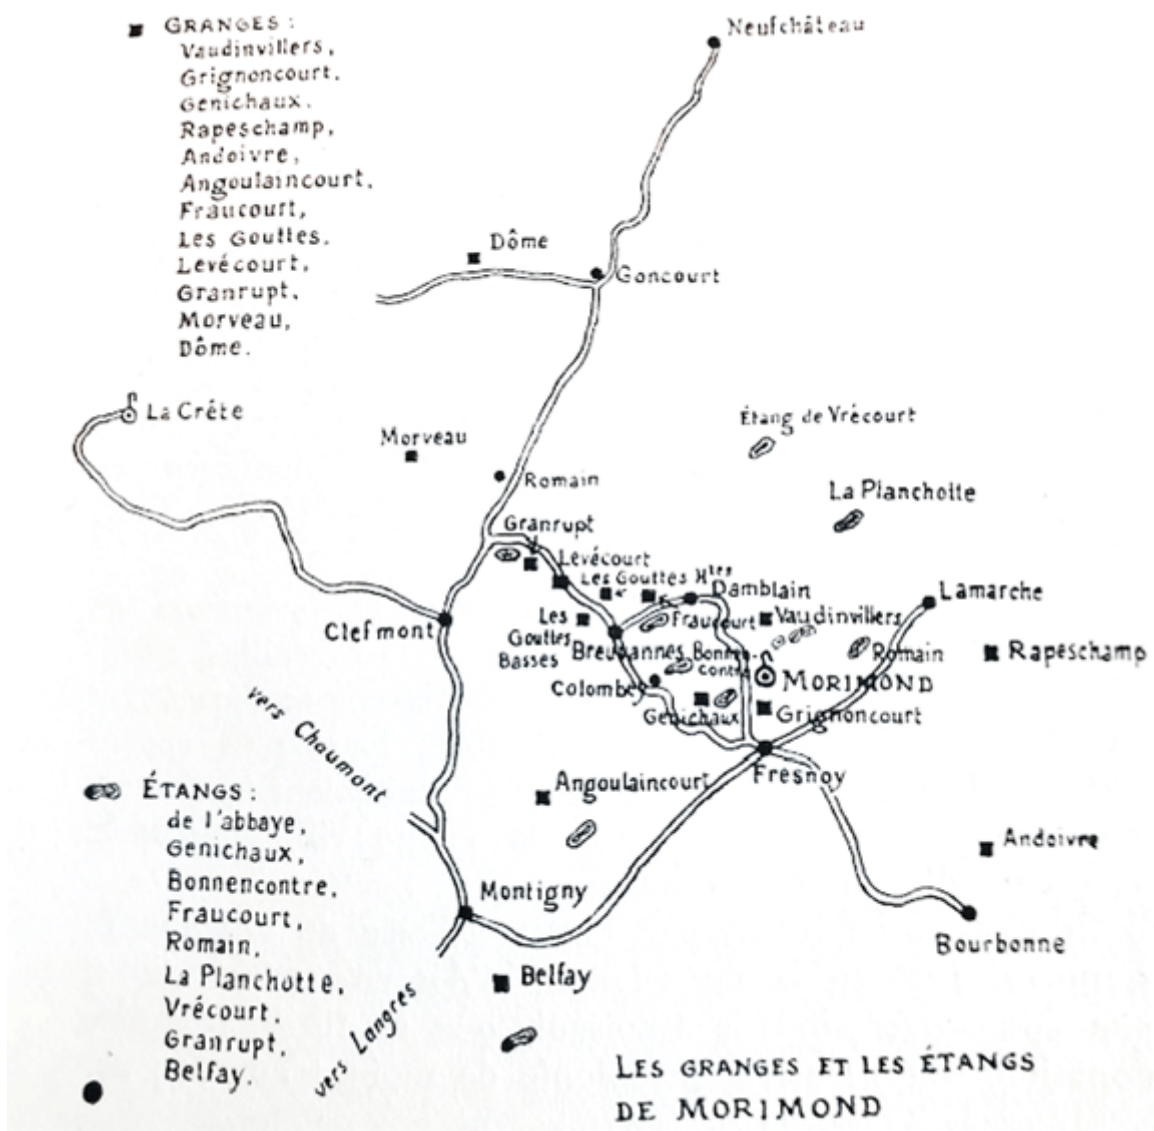 GRANGES :
Vaudinvillers,
Grignoncourt,
Genichaux,
Rapeschamp,
Andoivre,
Angoulaincourt,
Fraucourt,
Les Gouttes,
Levécourt,
Granrupt,
Morveau,
Dôme.
Neufchâteau
Dôme
Goncourt
La Crête
Morveau
Étang de Vrécourt
Romain
La Planchotte
Granrupt
Levécourt
Les Gouttes Htes
Damblain
Lamarche
Clefmont
Les
Gouttes
Basses
Fraucourt
Vaudinvillers
Breuvannes
Bonnen-
contre
Romain
Rapeschamp
Colombey
MORIMOND
Genichaux
Grignoncourt
vers Chaumont
Angoulaincourt
Fresnoy
ÉTANGS :
de l'abbaye,
Genichaux,
Bonnencontre,
Fraucourt,
Romain,
La Planchotte,
Vrécourt,
Granrupt,
Belfay.
Andoivre
Montigny
Bourbonne
Belfay
vers Langres
LES GRANGES ET LES ÉTANGS
DE MORIMOND